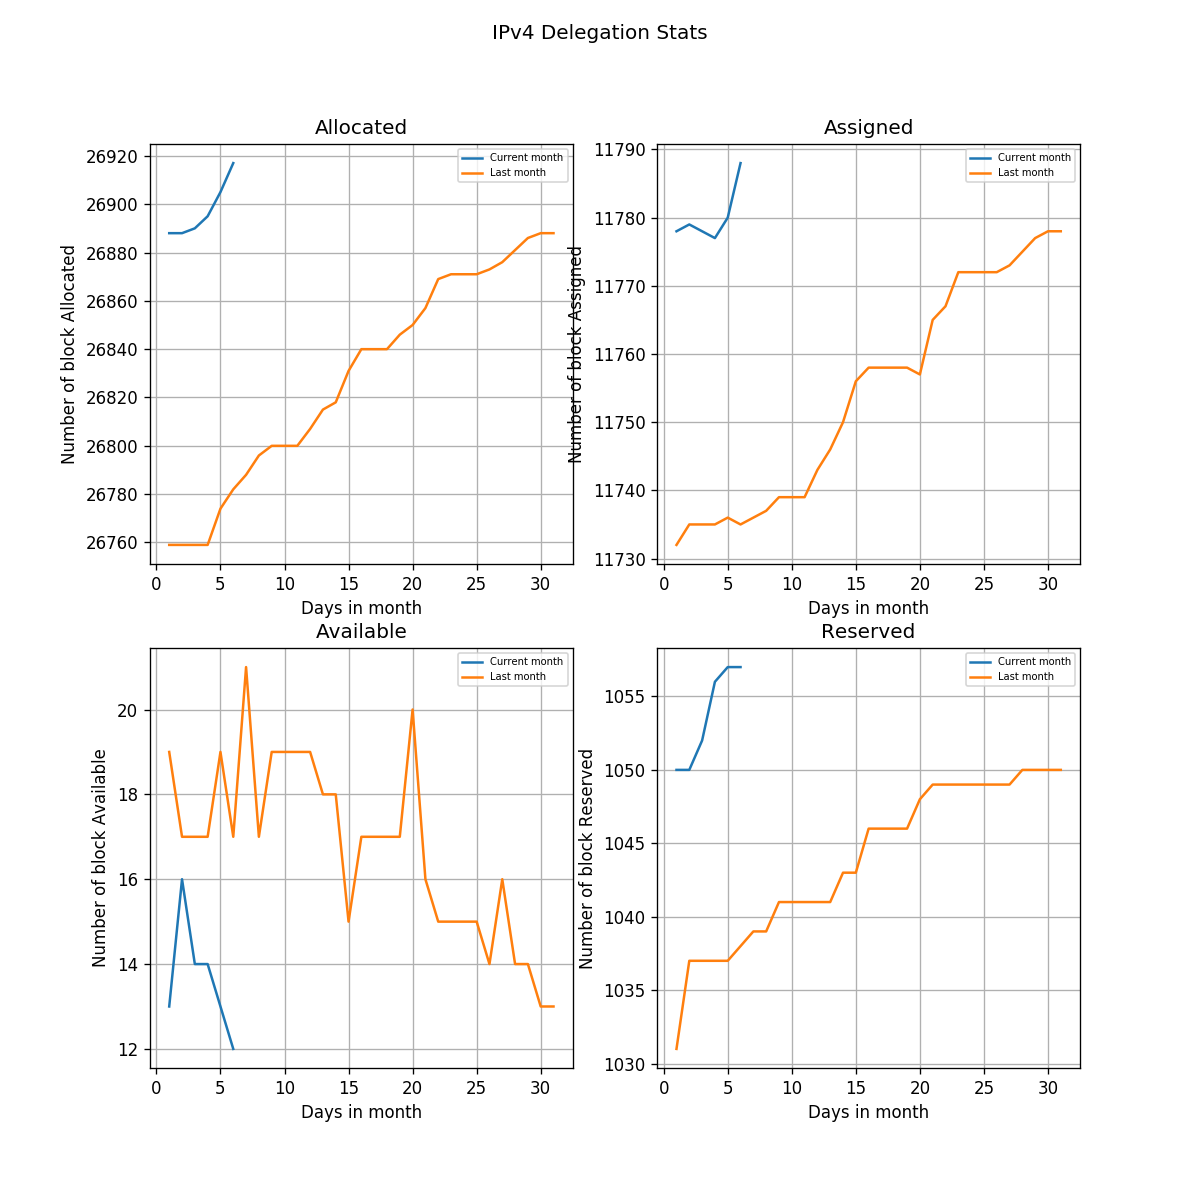 IPv4 Delegation Stats
Allocated
Number of block Allocated
26920
26900
26880
26860
26840
26820
26800
26780
26760
Current month
Last month
0 5 10 15 20 25 30
Days in month
Assigned
Number of block Assigned
11790
11780
11770
11760
11750
11740
11730
Current month
Last month
0 5 10 15 20 25 30
Days in month
Available
Number of block Available
20
18
16
14
12
Current month
Last month
0 5 10 15 20 25 30
Days in month
Reserved
Number of block Reserved
1055
1050
1045
1040
1035
1030
Current month
Last month
0 5 10 15 20 25 30
Days in month